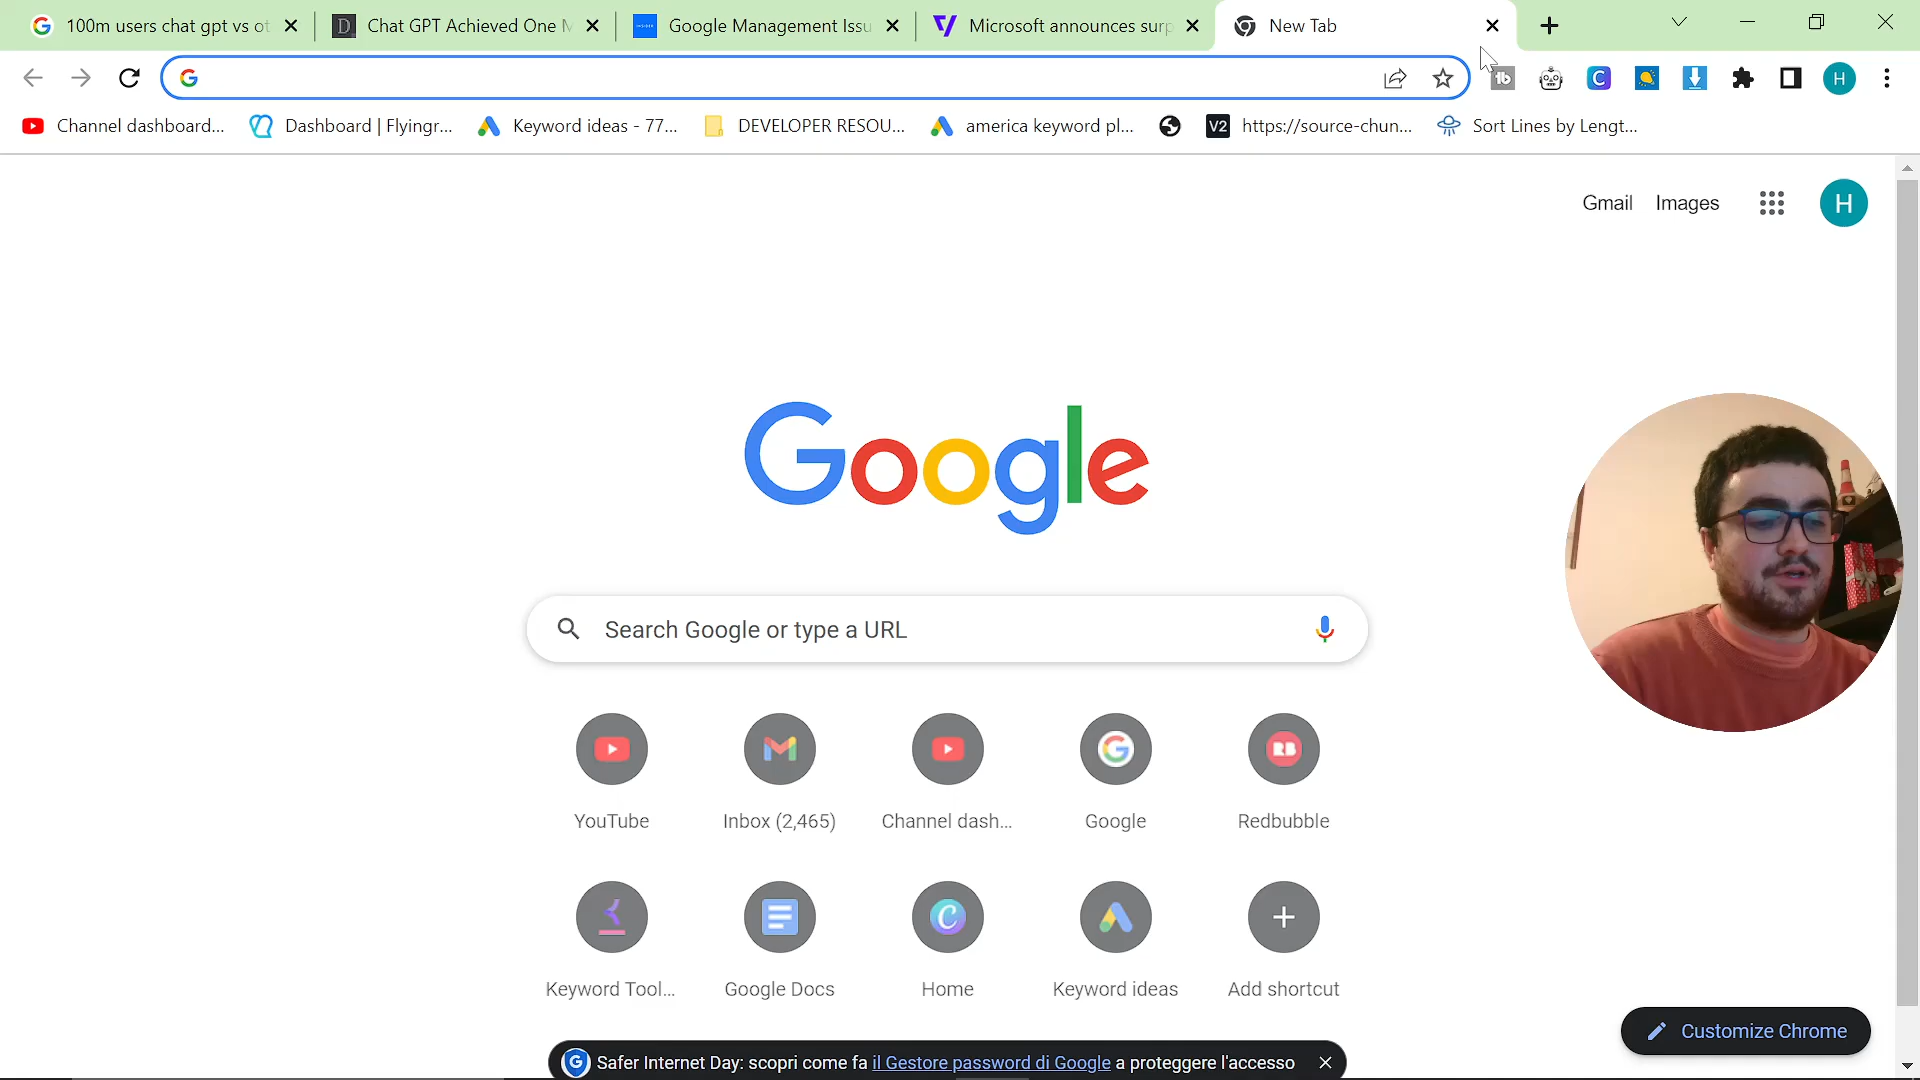 100m users chat gpt vs ot
Chat GPT Achieved One M
Google Management Issu
Microsoft announces surp
New Tab
Channel dashboard...
Dashboard | Flyingr...
Keyword ideas - 77...
DEVELOPER RESOU...
america keyword pl...
V2
https://source-chun...
Sort Lines by Lengt...
H
Gmail
Images
H
Google
Search Google or type a URL
YouTube
Inbox (2,465)
Channel dash...
Google
RB
Redbubble
Keyword Tool...
Google Docs
Home
Keyword ideas
Add shortcut
Customize Chrome
Safer Internet Day: scopri come fa il Gestore password di Google a proteggere l'accesso